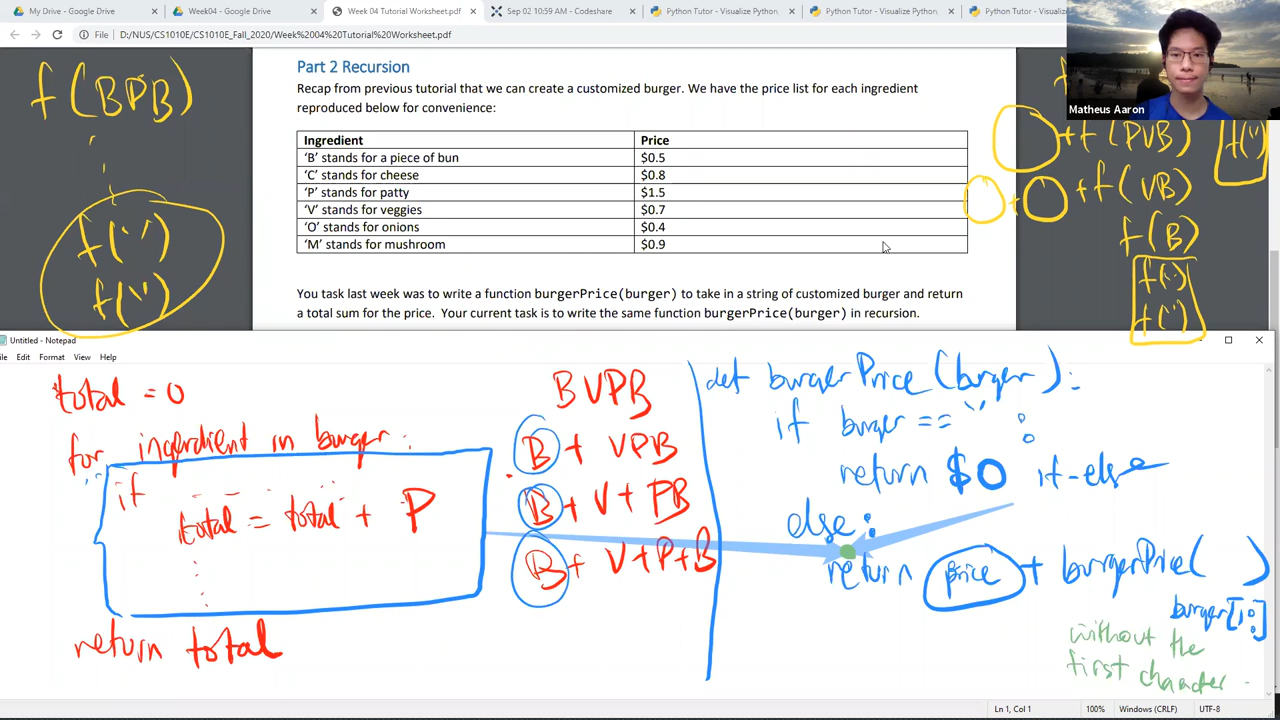 My Drive - Google Drive
Week04 - Google Drive
Week 04 Tutorial Worksheet.pdf
Sep 02 10:59 AM - Codeshare
Python Tutor - Visualize Python
Python Tutor - Visualize Python
Python Tutor - Visu
File D:/NUS/CS1010E_Fall_2020/Week%2004%20Tutorial%20Worksheet.pdf
Matheus Aaron
f(BPB)
f('')
f('')
Part 2 Recursion
Recap from previous tutorial that we can create a customized burger. We have the price list for each ingredient
reproduced below for convenience:
Ingredient Price
‘B’ stands for a piece of bun $0.5
‘C’ stands for cheese $0.8
‘P’ stands for patty $1.5
‘V’ stands for veggies $0.7
‘O’ stands for onions $0.4
‘M’ stands for mushroom $0.9
You task last week was to write a function burgerPrice(burger) to take in a string of customized burger and return
a total sum for the price. Your current task is to write the same function burgerPrice(burger) in recursion.
+ f(PVB)
f('')
+ + f(VB)
f(B)
f('')
f('')
Untitled - Notepad
File Edit Format View Help
total = 0
for ingredient in burger:
if
total = total + P
return total
BVPB
B + VPB
B + V + PB
B + V+P+B
def burgerPrice(burger):
if burger == '':
return $0 if-else
else:
return price + burgerPrice( )
burger[1:]
without the
first character
Ln 1, Col 1 100% Windows (CRLF) UTF-8